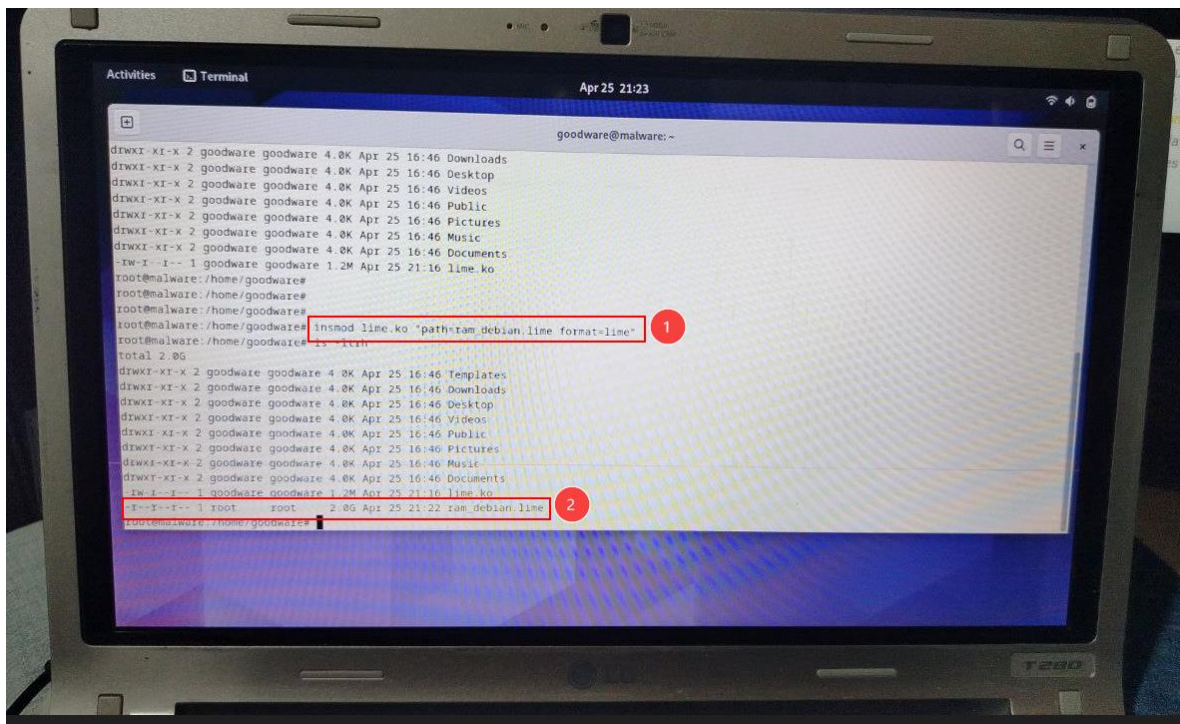 MIC
Activities Terminal
Apr 25 21:23
goodware@malware: ~
drwxr-xr-x 2 goodware goodware 4.0K Apr 25 16:46 Downloads
drwxr-xr-x 2 goodware goodware 4.0K Apr 25 16:46 Desktop
drwxr-xr-x 2 goodware goodware 4.0K Apr 25 16:46 Videos
drwxr-xr-x 2 goodware goodware 4.0K Apr 25 16:46 Public
drwxr-xr-x 2 goodware goodware 4.0K Apr 25 16:46 Pictures
drwxr-xr-x 2 goodware goodware 4.0K Apr 25 16:46 Music
drwxr-xr-x 2 goodware goodware 4.0K Apr 25 16:46 Documents
-rw-r--r-- 1 goodware goodware 1.2M Apr 25 21:16 lime.ko
root@malware:/home/goodware#
root@malware:/home/goodware#
root@malware:/home/goodware#
root@malware:/home/goodware# insmod lime.ko "path=ram_debian.lime format=lime" 1
root@malware:/home/goodware# ls -ltrh
total 2.0G
drwxr-xr-x 2 goodware goodware 4.0K Apr 25 16:46 Templates
drwxr-xr-x 2 goodware goodware 4.0K Apr 25 16:46 Downloads
drwxr-xr-x 2 goodware goodware 4.0K Apr 25 16:46 Desktop
drwxr-xr-x 2 goodware goodware 4.0K Apr 25 16:46 Videos
drwxr-xr-x 2 goodware goodware 4.0K Apr 25 16:46 Public
drwxr-xr-x 2 goodware goodware 4.0K Apr 25 16:46 Pictures
drwxr-xr-x 2 goodware goodware 4.0K Apr 25 16:46 Music
drwxr-xr-x 2 goodware goodware 4.0K Apr 25 16:46 Documents
-rw-r--r-- 1 goodware goodware 1.2M Apr 25 21:16 lime.ko
-r--r--r-- 1 root root 2.0G Apr 25 21:22 ram_debian.lime 2
root@malware:/home/goodware#
LG
T280